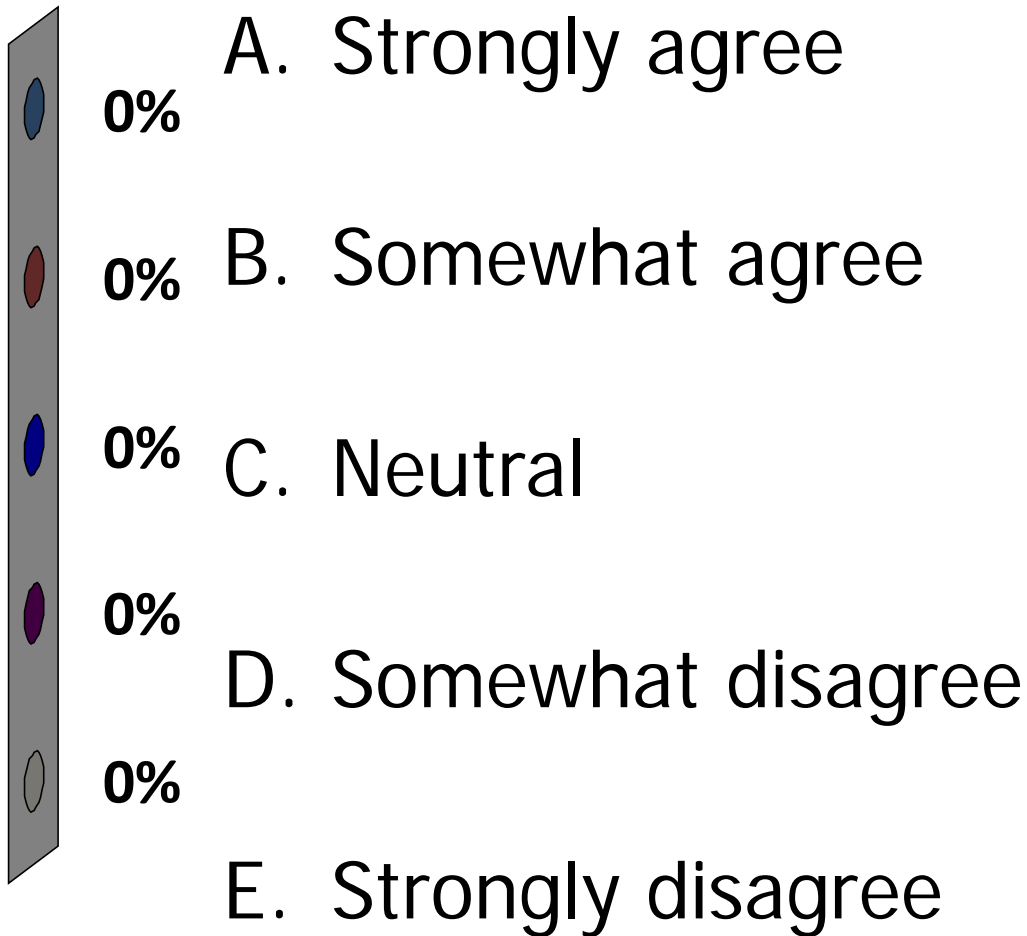 A. Strongly agree
0%
0% B. Somewhat agree
0% C. Neutral
0%
D. Somewhat disagree
0%
E. Strongly disagree